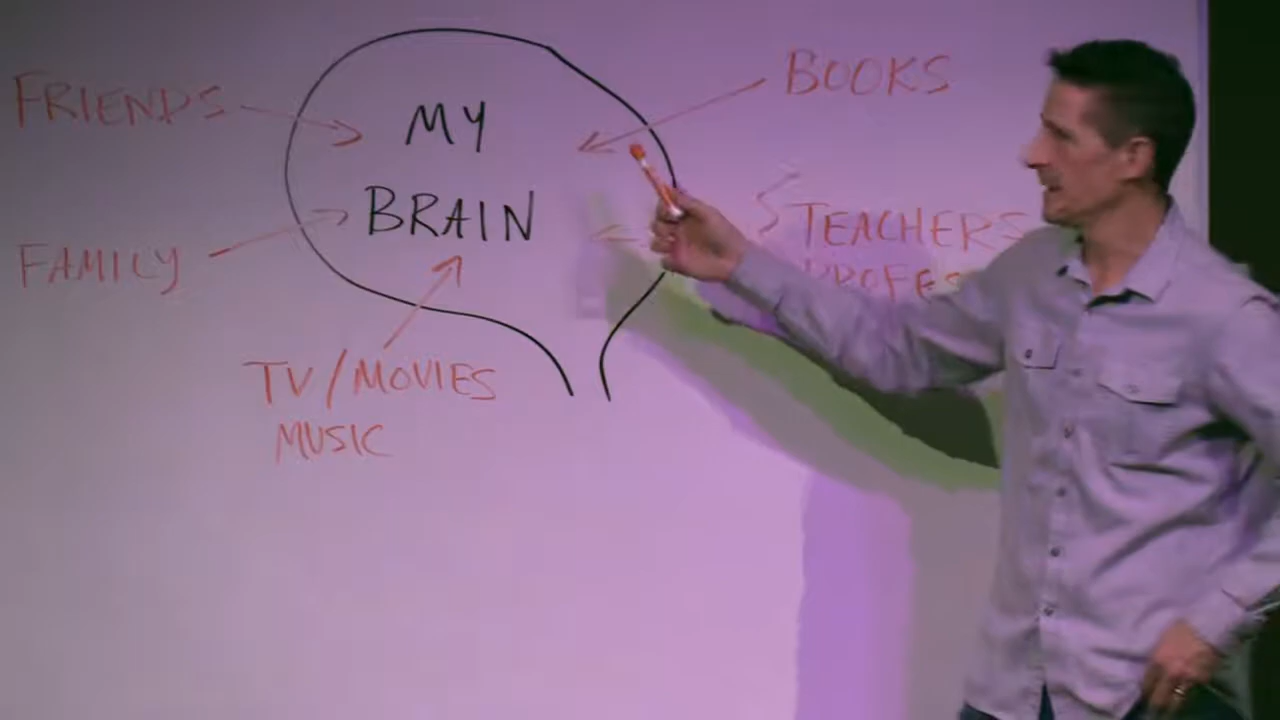 FRIENDS
MY
BRAIN
BOOKS
FAMILY
TEACHERS
TV/MOVIES
MUSIC